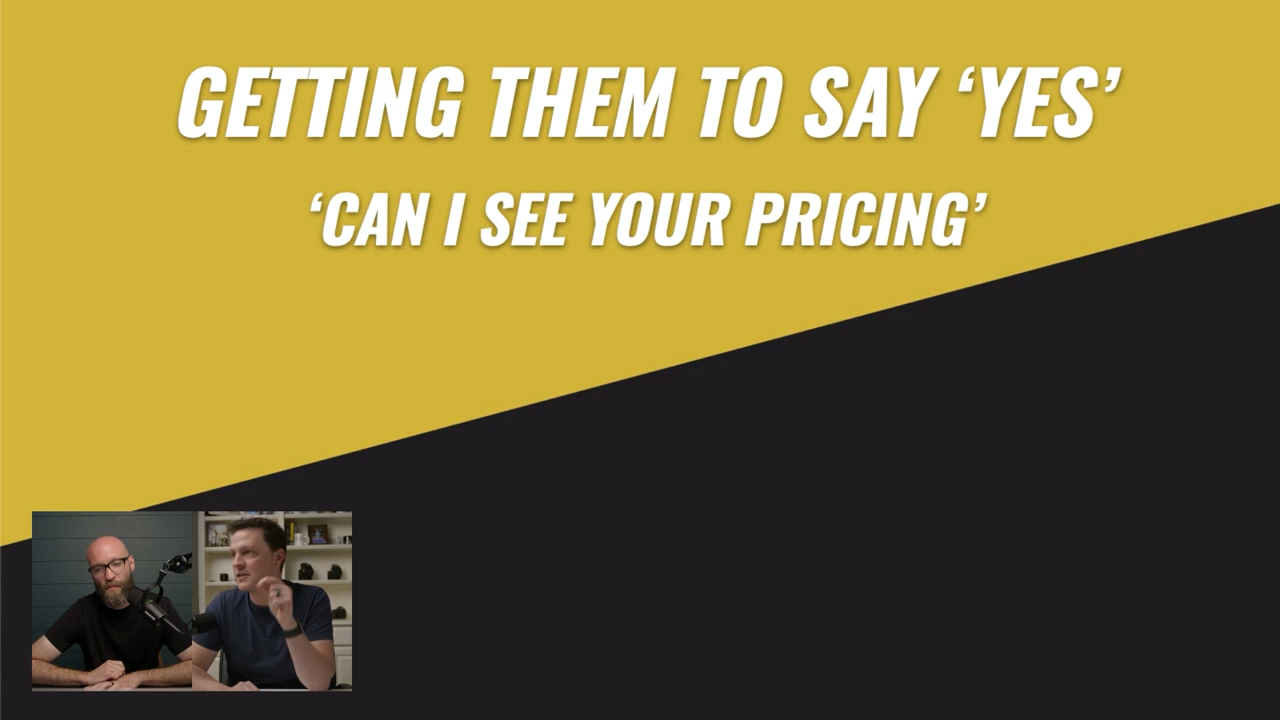 GETTING THEM TO SAY ‘YES’
‘CAN I SEE YOUR PRICING’